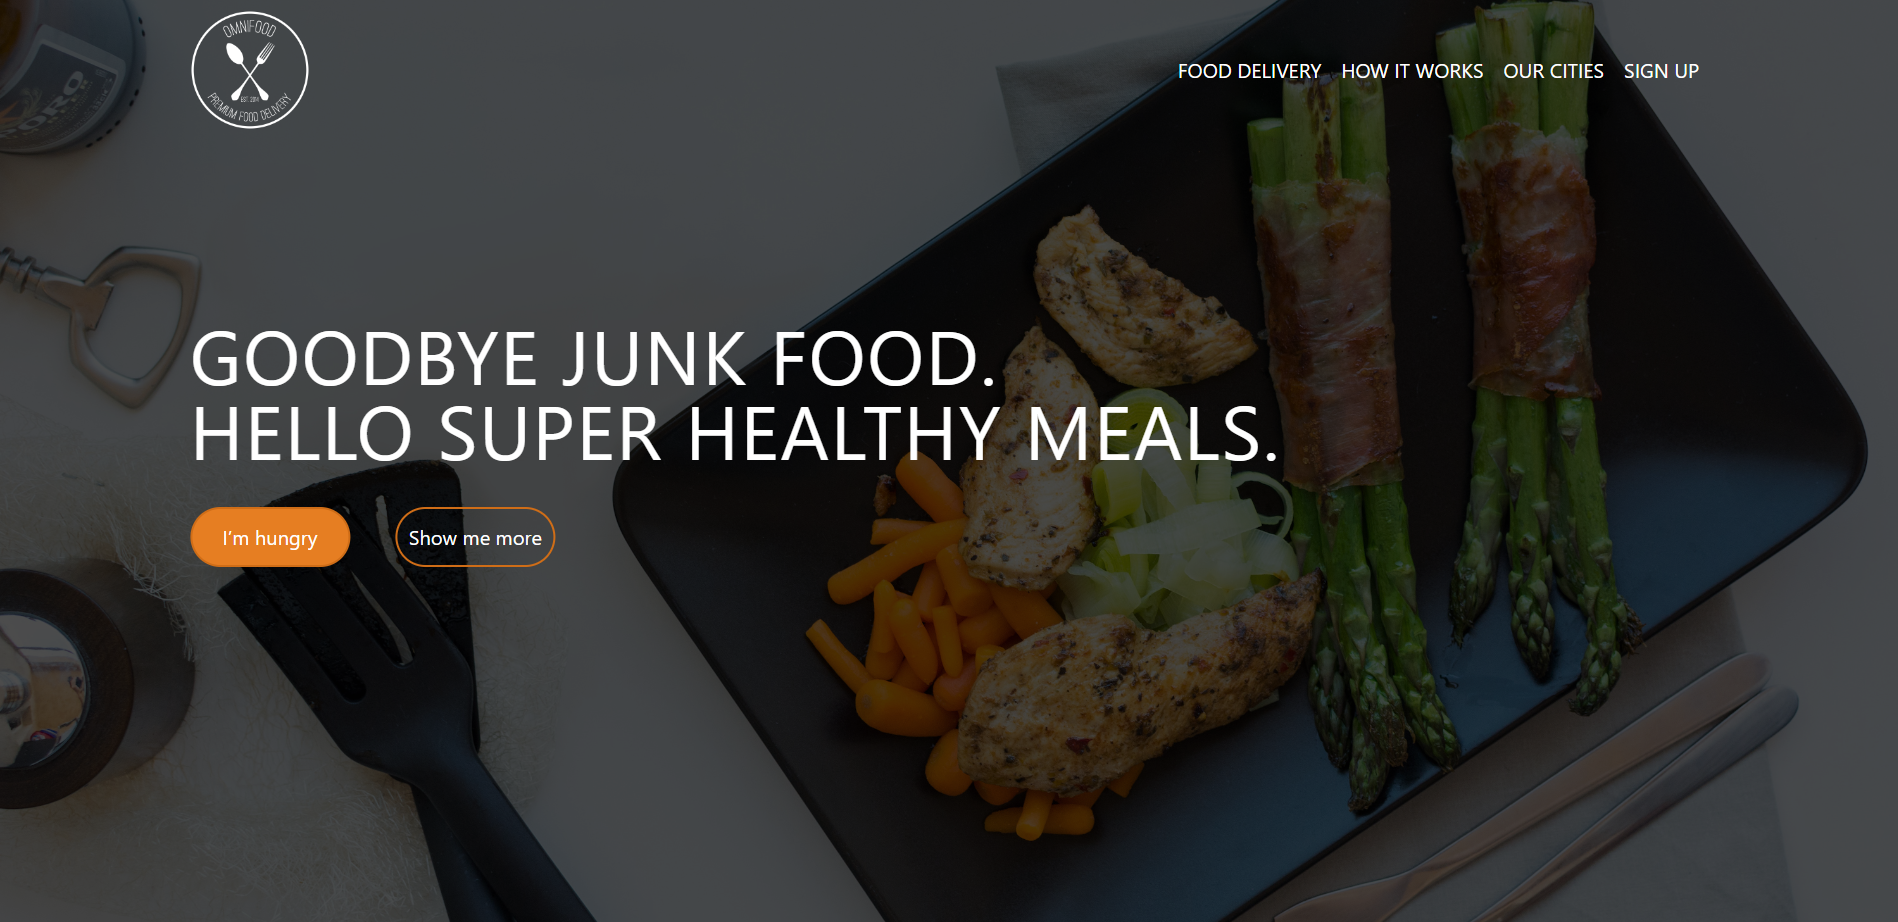 OMNIFOOD
EST. 2014
PREMIUM FOOD DELIVERY
FOOD DELIVERY HOW IT WORKS OUR CITIES SIGN UP
GOODBYE JUNK FOOD.
HELLO SUPER HEALTHY MEALS.
I’m hungry Show me more